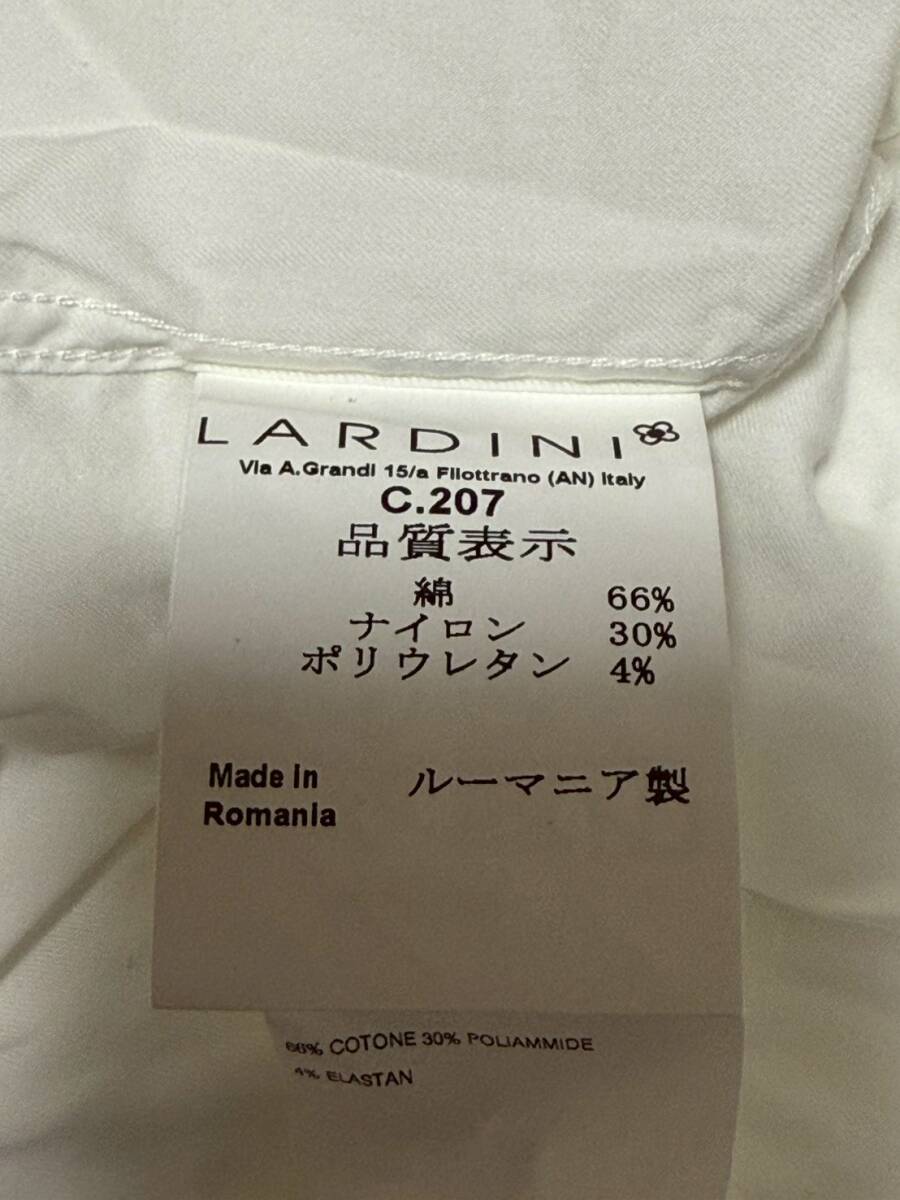 LARDINI
Via A.Grandi 15/a Filottrano (AN) Italy
C.207
品質表示
綿 66%
ナイロン 30%
ポリウレタン 4%
Made in Romania ルーマニア製
66% COTONE 30% POLIAMMIDE
4% ELASTAN